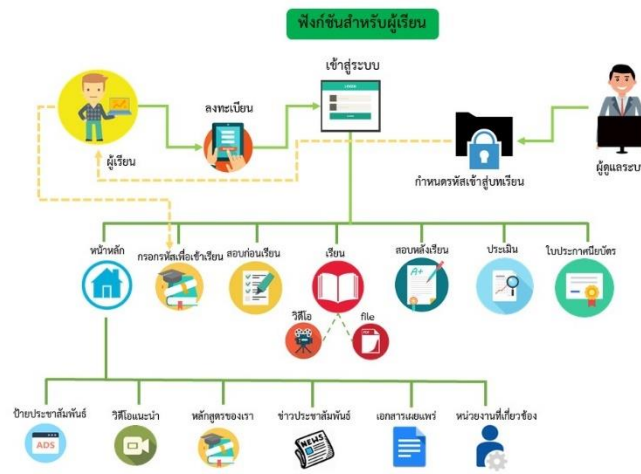 ฟังก์ชันสำหรับผู้เรียน
เข้าสู่ระบบ
ลงทะเบียน
ผู้เรียน
กำหนดรหัสเข้าสู่บทเรียน
ผู้ดูแลระบบ
หน้าหลัก
กรอกรหัสเพื่อเข้าเรียน
สอบก่อนเรียน
เรียน
สอบหลังเรียน
ประเมิน
ใบประกาศนียบัตร
A+
วิดีโอ
file
ป้ายประชาสัมพันธ์
วิดีโอแนะนำ
หลักสูตรของเรา
ข่าวประชาสัมพันธ์
เอกสารเผยแพร่
หน่วยงานที่เกี่ยวข้อง
ADS
NEWS